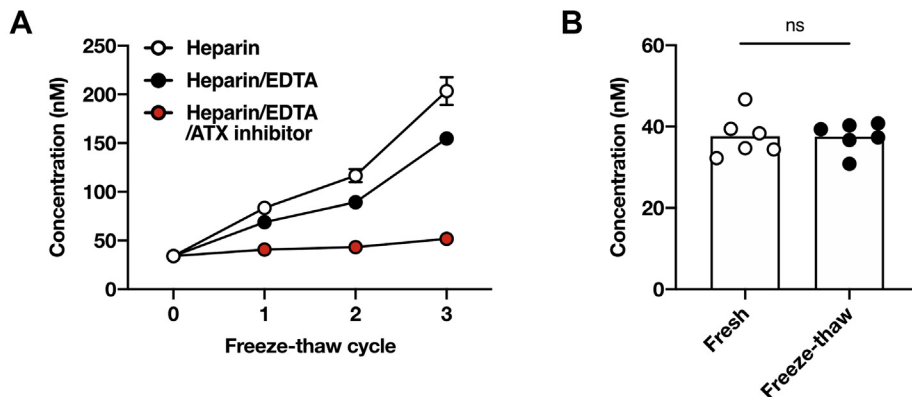 A
250
200
150
100
50
0
Concentration (nM)
Heparin
Heparin/EDTA
Heparin/EDTA
/ATX inhibitor
0 1 2 3
Freeze-thaw cycle
B
ns
60
40
20
0
Concentration (nM)
Fresh
Freeze-thaw